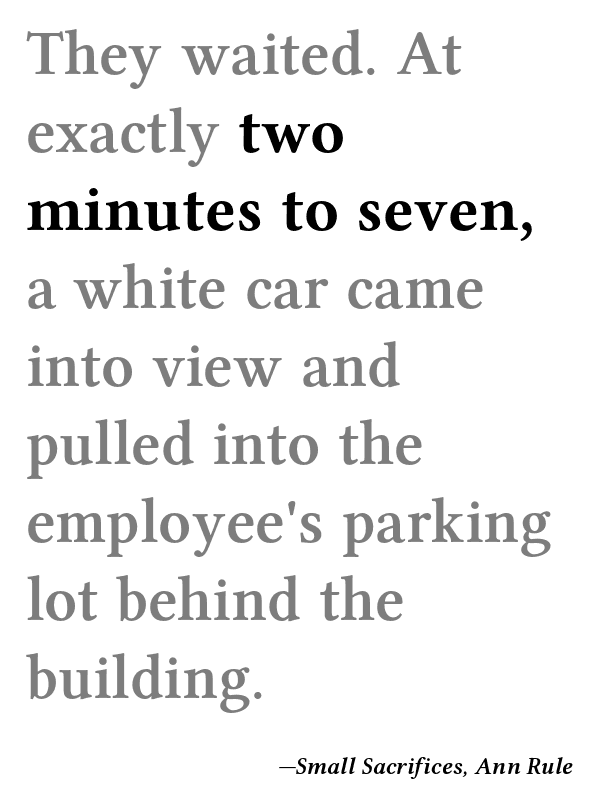 They waited. At
exactly two
minutes to seven,
a white car came
into view and
pulled into the
employee's parking
lot behind the
building.
—Small Sacrifices, Ann Rule